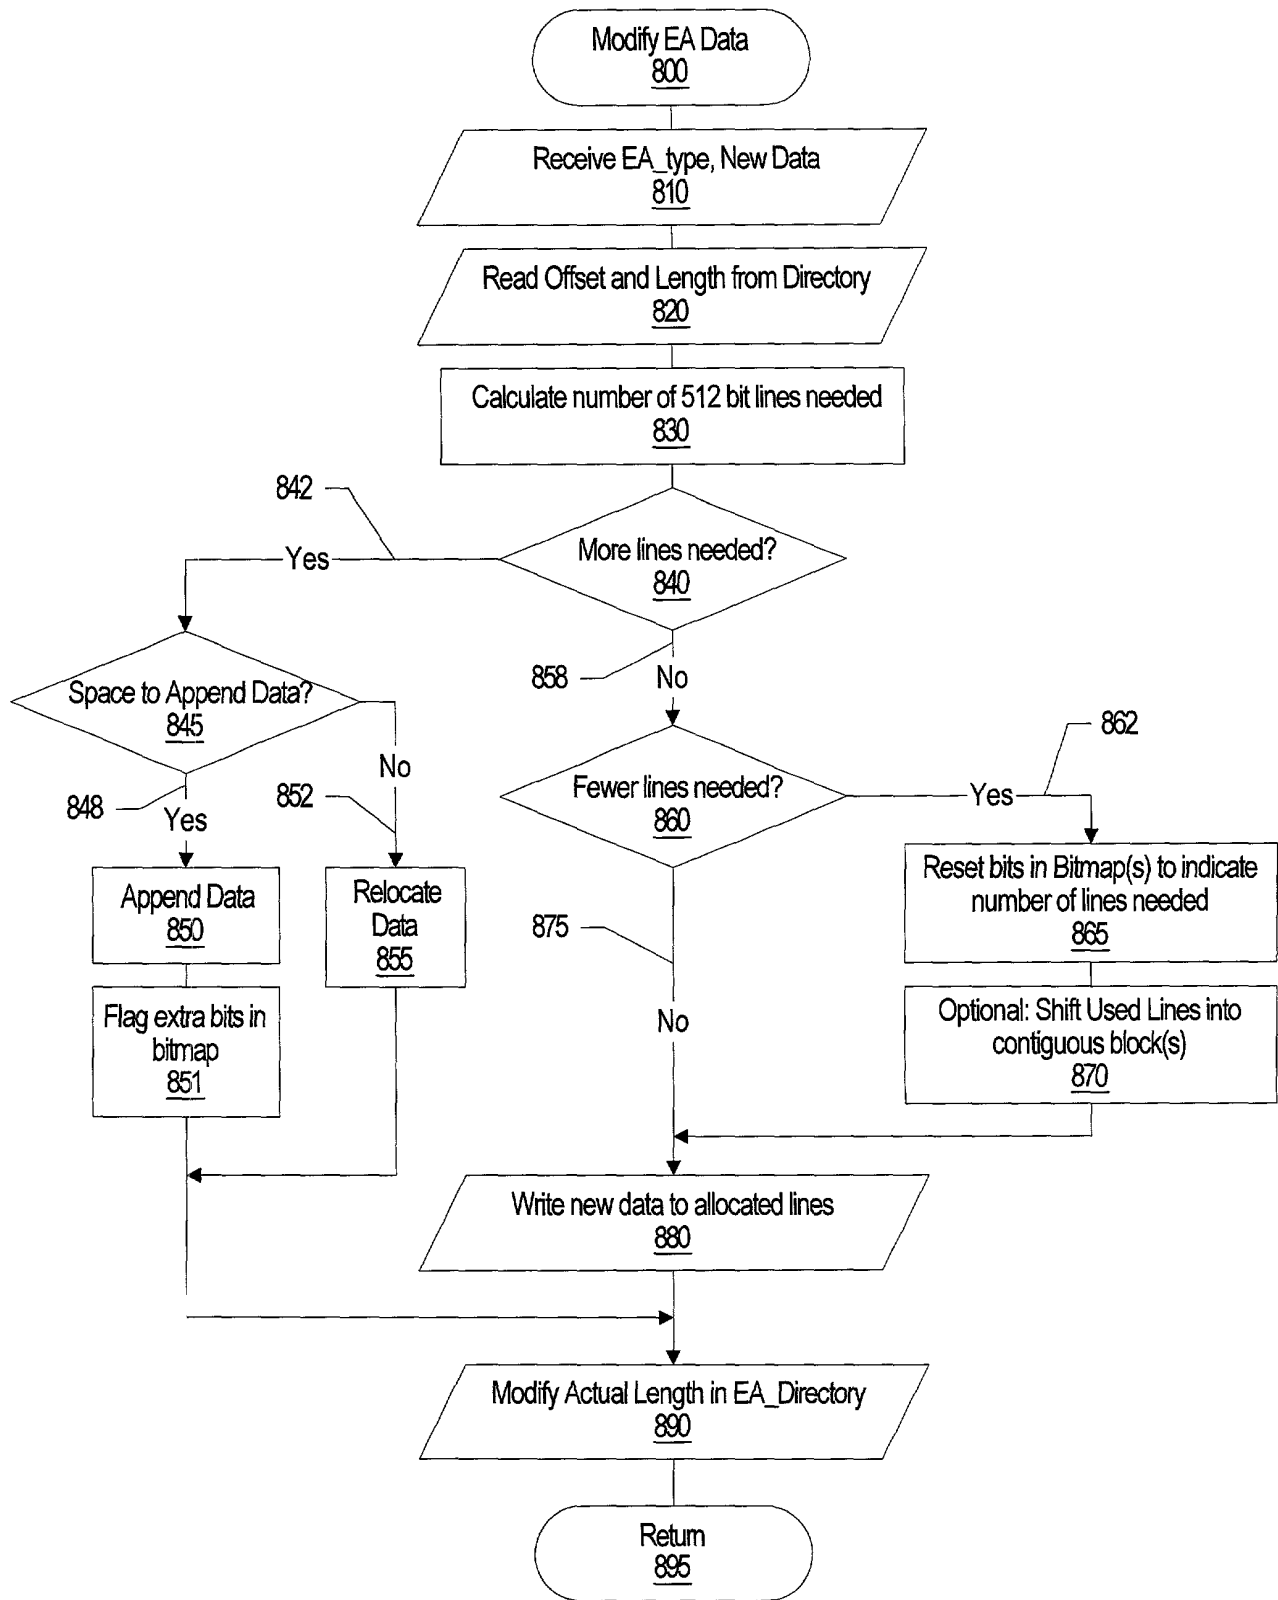 Modify EA Data
800
Receive EA_type, New Data
810
Read Offset and Length from Directory
820
Calculate number of 512 bit lines needed
830
842
Yes
More lines needed?
840
858
No
Space to Append Data?
845
No
848
Yes
852
862
Fewer lines needed?
860
Yes
Append Data
850
Relocate
Data
855
875
No
Reset bits in Bitmap(s) to indicate
number of lines needed
865
Flag extra bits in
bitmap
851
Optional: Shift Used Lines into
contiguous block(s)
870
Write new data to allocated lines
880
Modify Actual Length in EA_Directory
890
Return
895